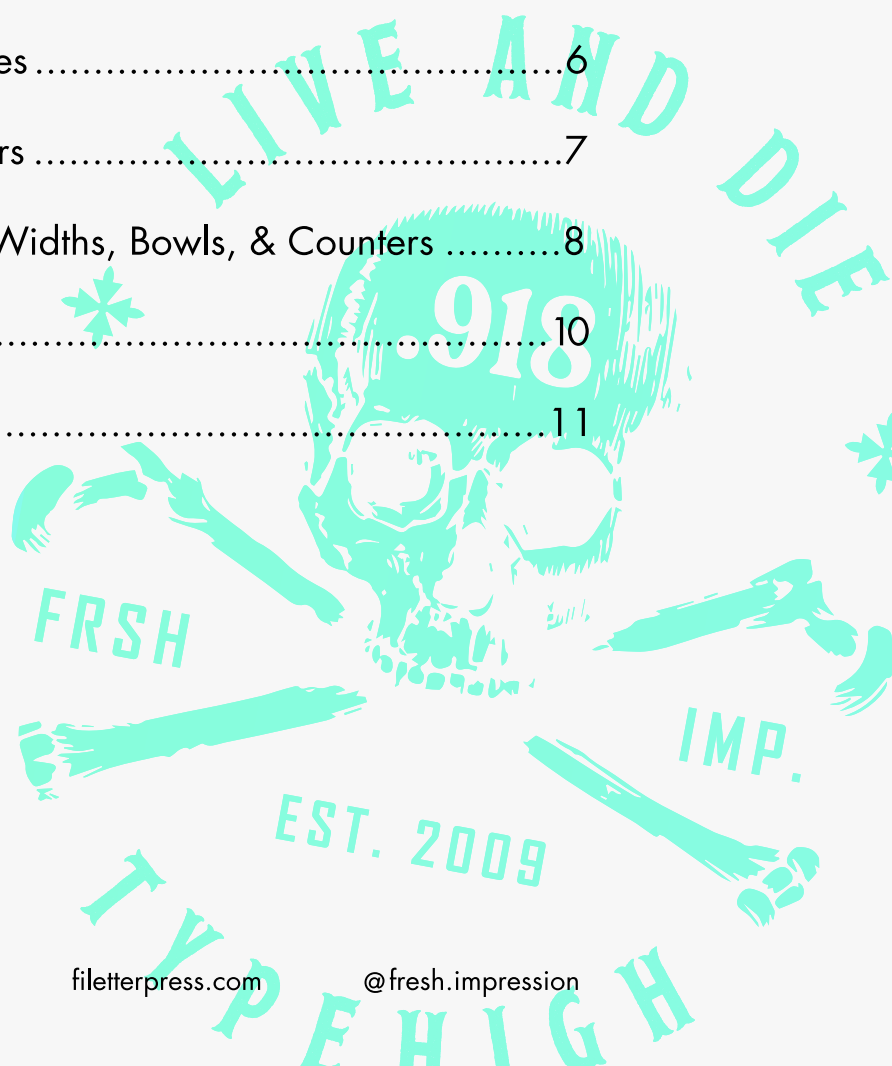 LIVE AND DIE
es ..............................................................6
rs ..............................................................7
Widths, Bowls, & Counters ..........8
..............................................................10
..............................................................11
.918
FRSH
IMP.
EST. 2009
TYPEHIGH
filetterpress.com @fresh.impression